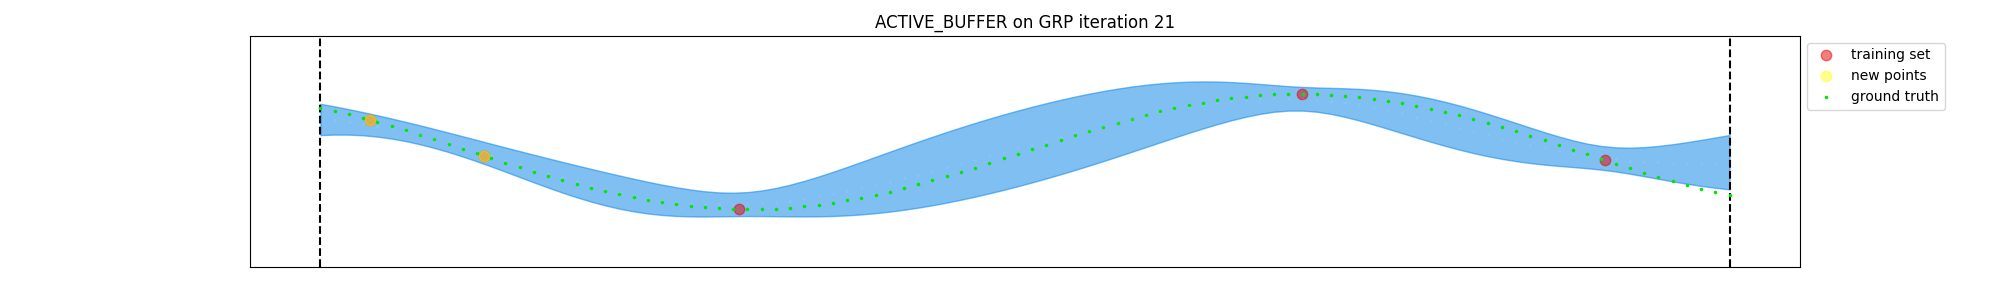 ACTIVE_BUFFER on GRP iteration 21
training set
new points
ground truth